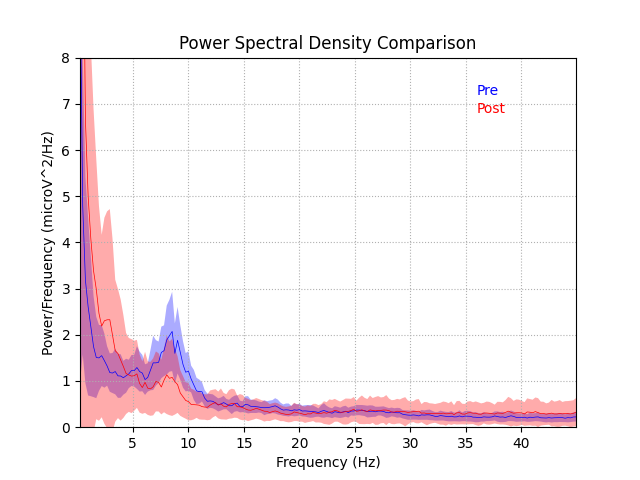 Power Spectral Density Comparison
Power/Frequency (microV^2/Hz)
8
7
6
5
4
3
2
1
0
Pre
Post
5 10 15 20 25 30 35 40
Frequency (Hz)